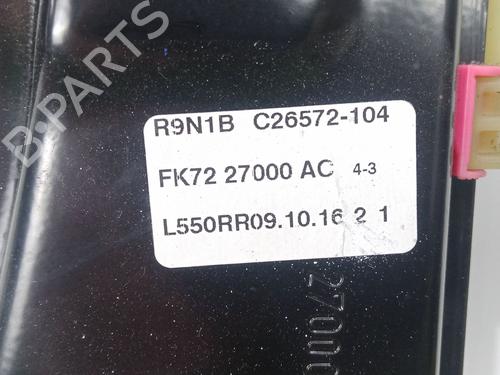 R9N1B C26572-104
FK72 27000 AC 4-3
L550RR09.10.16 2 1
B-PARTS